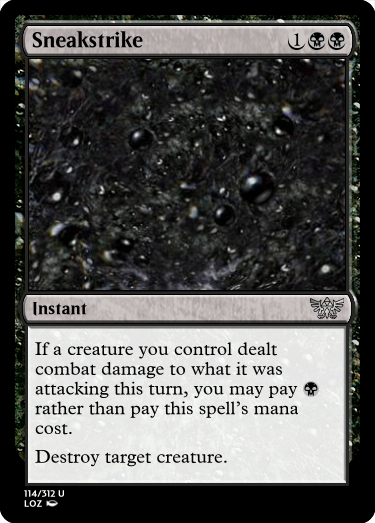 Sneakstrike 1
Instant
If a creature you control dealt
combat damage to what it was
attacking this turn, you may pay
rather than pay this spell's mana
cost.
Destroy target creature.
114/312 U
LOZ